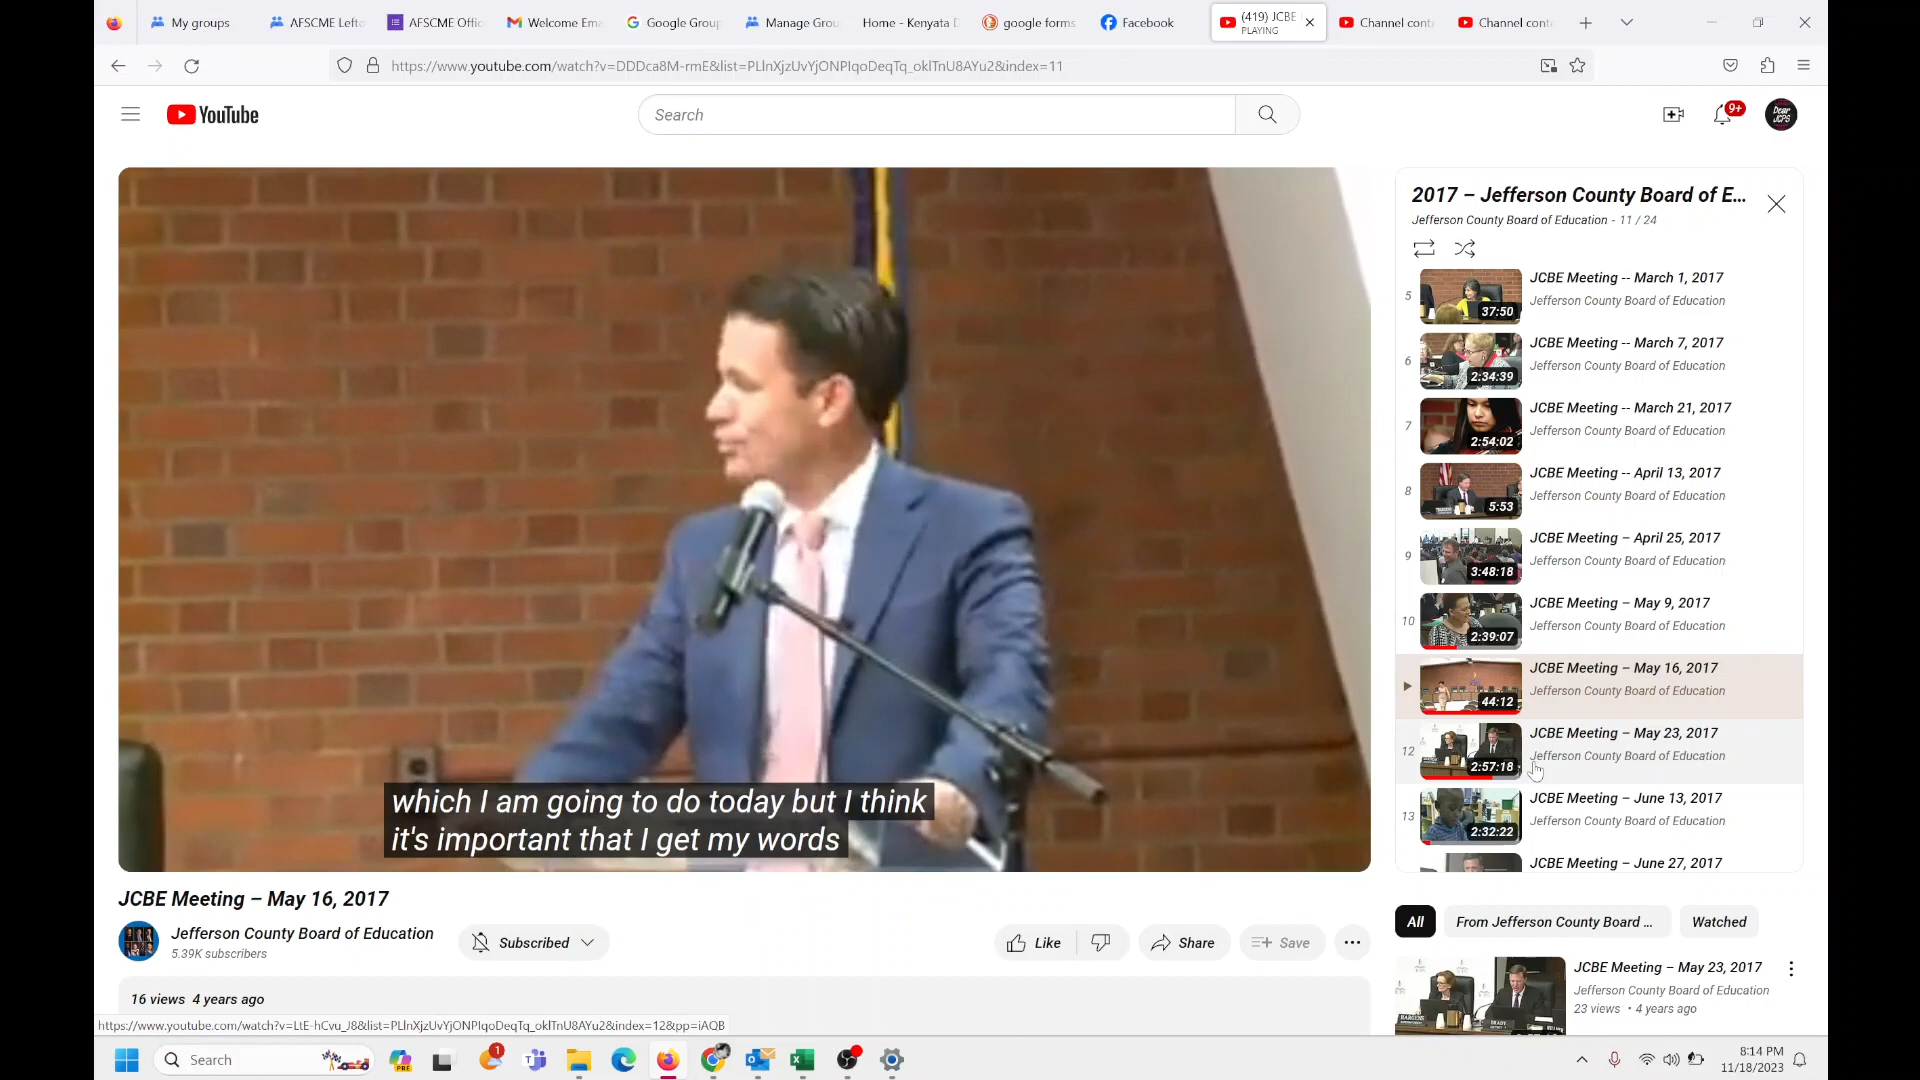 My groups
AFSCME Lefto
AFSCME Offi
Welcome Ema
Google Group
Manage Grou
Home - Kenyata D
google forms
Facebook
(419) JCBE
PLAYING
Channel cont
Channel cont
https://www.youtube.com/watch?v=DDDca8M-rmE&list=PLlnXjzUvYjONPIqoDeqTq_oklTnU8AYu2&index=11
YouTube
Search
9+
Dear
JCPS
2017 – Jefferson County Board of E...
Jefferson County Board of Education - 11 / 24
5
37:50
JCBE Meeting -- March 1, 2017
Jefferson County Board of Education
6
2:34:39
JCBE Meeting -- March 7, 2017
Jefferson County Board of Education
7
2:54:02
JCBE Meeting -- March 21, 2017
Jefferson County Board of Education
8
5:53
JCBE Meeting -- April 13, 2017
Jefferson County Board of Education
9
3:48:18
JCBE Meeting – April 25, 2017
Jefferson County Board of Education
10
2:39:07
JCBE Meeting – May 9, 2017
Jefferson County Board of Education
44:12
JCBE Meeting – May 16, 2017
Jefferson County Board of Education
12
2:57:18
JCBE Meeting – May 23, 2017
Jefferson County Board of Education
13
2:32:22
JCBE Meeting – June 13, 2017
Jefferson County Board of Education
JCBE Meeting – June 27, 2017
which I am going to do today but I think
it's important that I get my words
JCBE Meeting – May 16, 2017
Jefferson County Board of Education
5.39K subscribers
Subscribed
Like
Share
Save
16 views 4 years ago
All
From Jefferson County Board ...
Watched
JCBE Meeting – May 23, 2017
Jefferson County Board of Education
23 views • 4 years ago
HARGENS
BRADY
https://www.youtube.com/watch?v=LtE-hCvu_J8&list=PLlnXjzUvYjONPIqoDeqTq_oklTnU8AYu2&index=12&pp=iAQB
Search
PRE
1
8:14 PM
11/18/2023